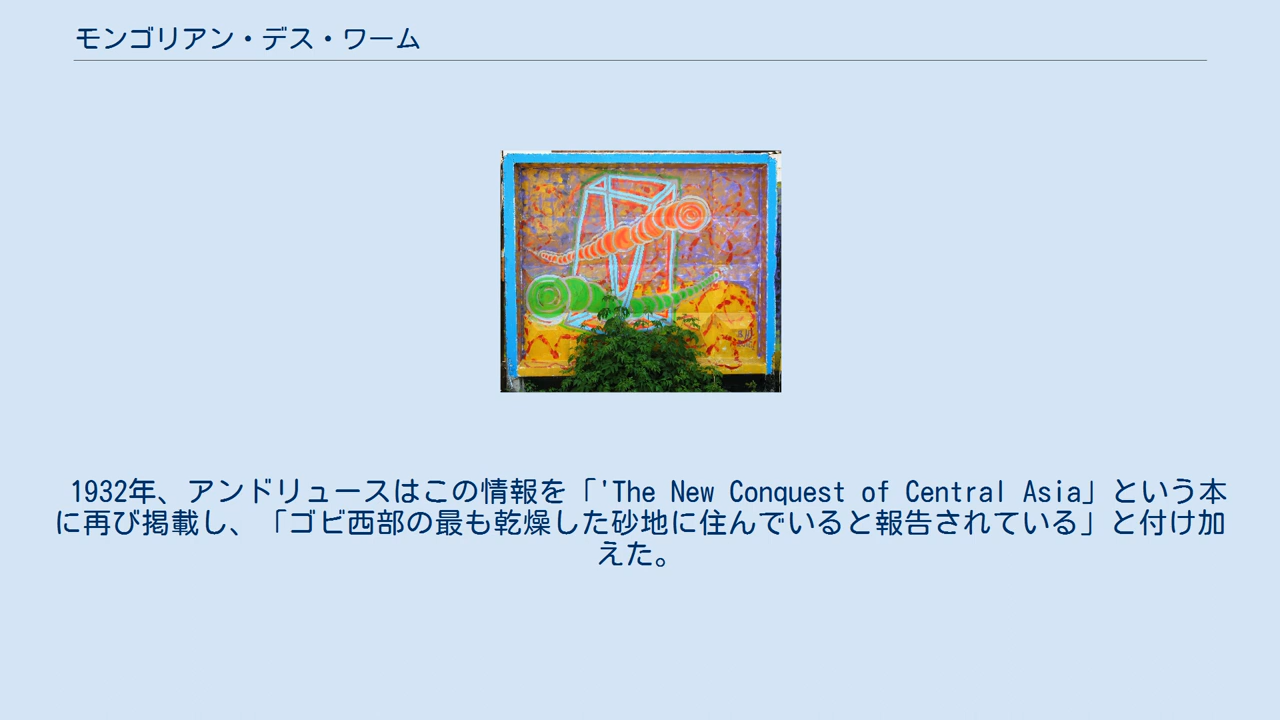 モンゴリアン・デス・ワーム
1932年、アンドリュースはこの情報を「'The New Conquest of Central Asia」という本
に再び掲載し、「ゴビ西部の最も乾燥した砂地に住んでいると報告されている」と付け加
えた。